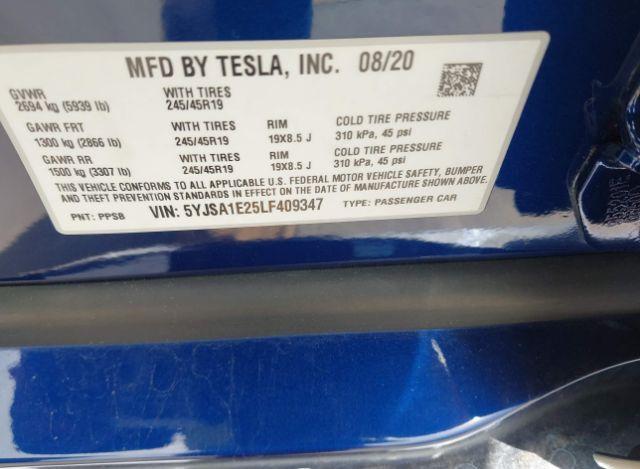 MFD BY TESLA, INC. 08/20
GVWR
2694 kg (5939 lb)
WITH TIRES
245/45R19
GAWR FRT
1300 kg (2866 lb)
WITH TIRES
245/45R19
RIM
19X8.5 J
COLD TIRE PRESSURE
310 kPa, 45 psi
GAWR RR
1500 kg (3307 lb)
WITH TIRES
245/45R19
RIM
19X8.5 J
COLD TIRE PRESSURE
310 kPa, 45 psi
THIS VEHICLE CONFORMS TO ALL APPLICABLE U.S. FEDERAL MOTOR VEHICLE SAFETY, BUMPER
AND THEFT PREVENTION STANDARDS IN EFFECT ON THE DATE OF MANUFACTURE SHOWN ABOVE.
PNT: PPSB VIN: 5YJSA1E25LF409347 TYPE: PASSENGER CAR